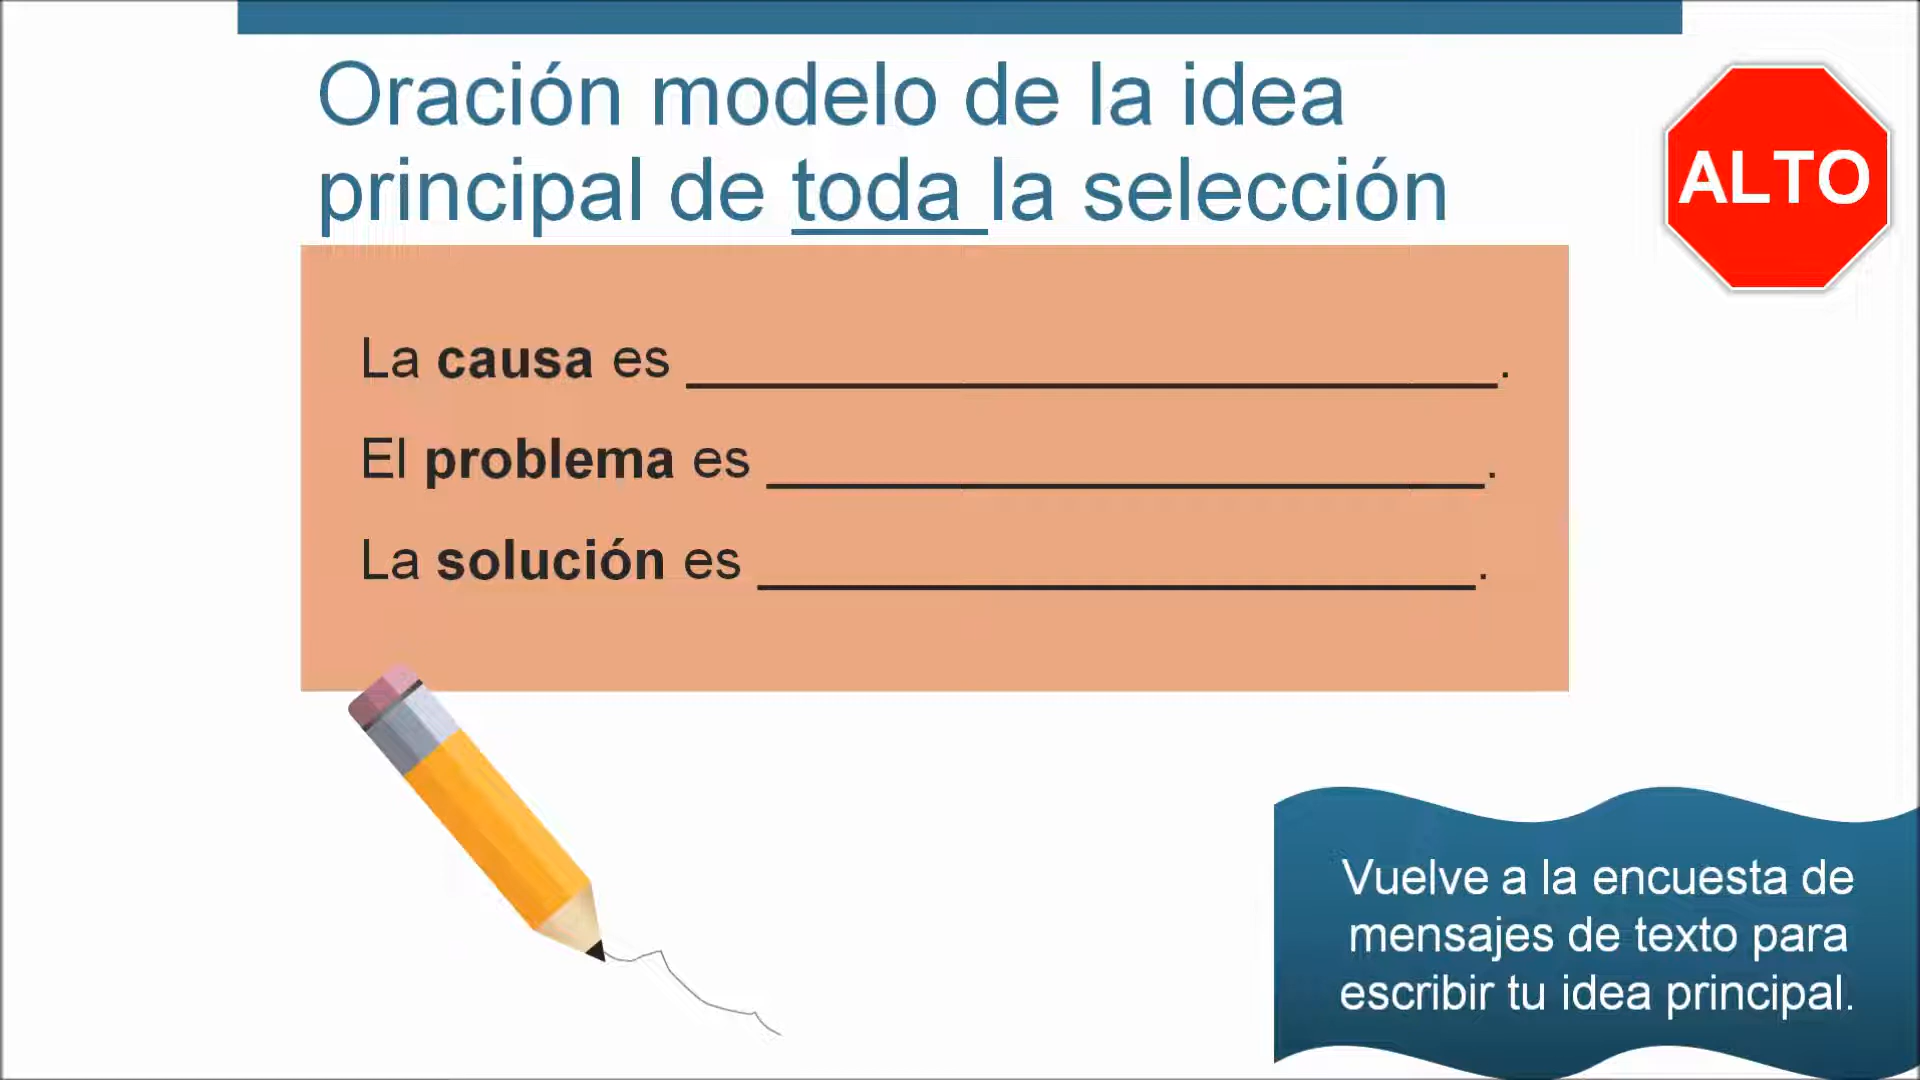 Oración modelo de la idea
principal de toda la selección
ALTO
La causa es ______________________________.
El problema es ___________________________.
La solución es ___________________________.
Vuelve a la encuesta de
mensajes de texto para
escribir tu idea principal.